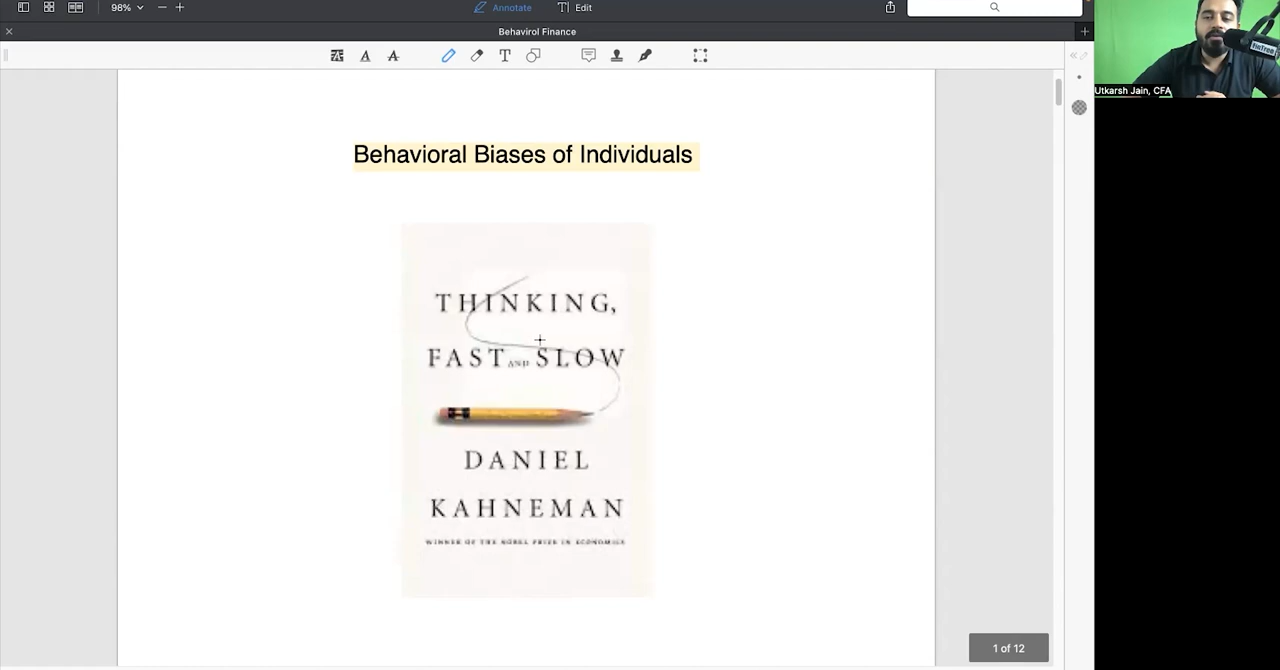 98%
Annotate
Edit
Behavirol Finance
A
A
T
Behavioral Biases of Individuals
THINKING,
FAST AND SLOW
DANIEL
KAHNEMAN
WINNER OF THE NOBEL PRIZE IN ECONOMICS
1 of 12
FinTree
Utkarsh Jain, CFA